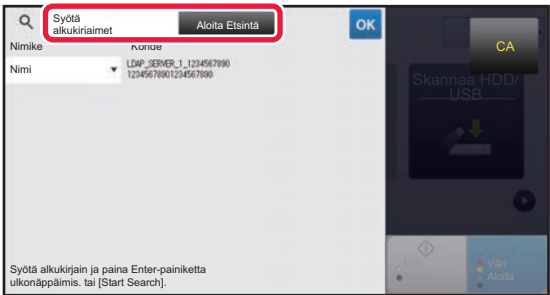 Syötä
alkukirjaimet
Aloita Etsintä
OK
CA
Nimike
Kohde
Nimi
LDAP_SERVER_1_1234567890
12345678901234567890
Skannaa HDD/
USB
M/V
Aloita
Väri
Aloita
Syötä alkukirjain ja paina Enter-painiketta
ulkonäppäimis. tai [Start Search].